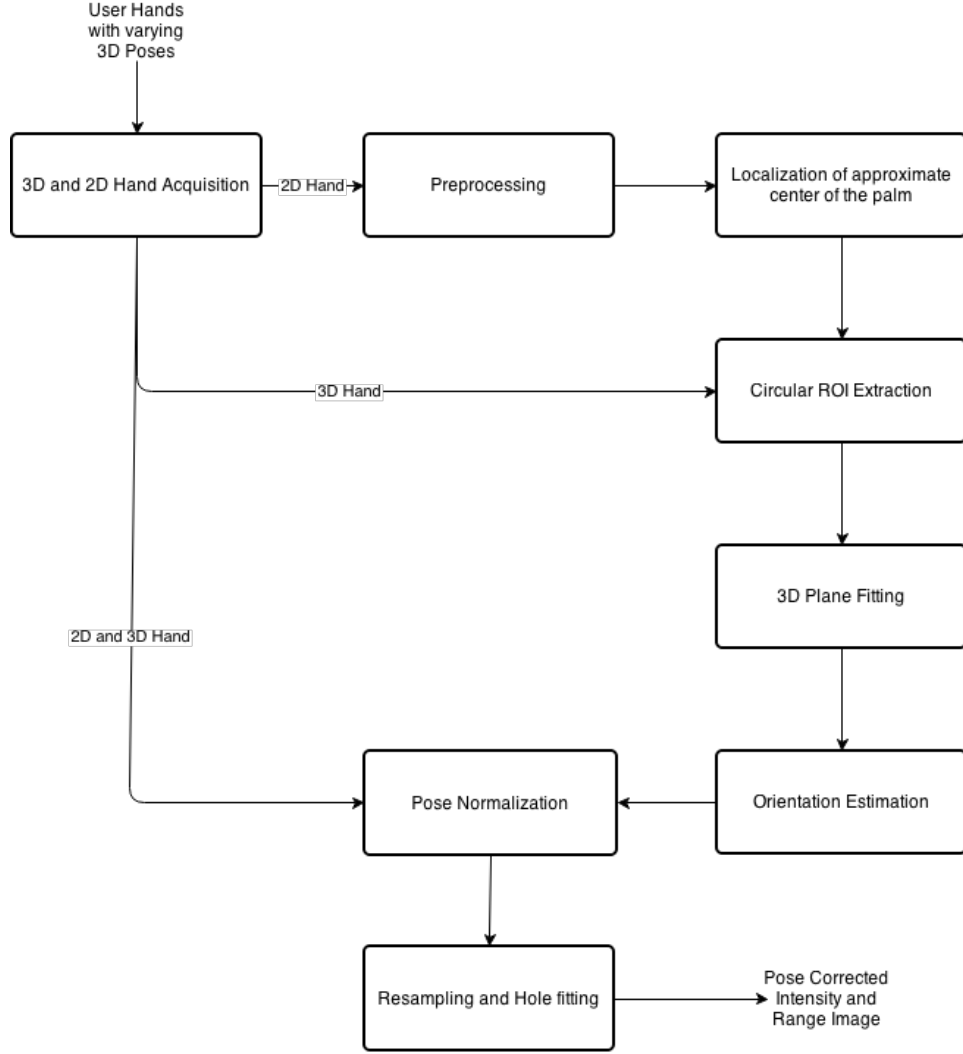 User Hands
with varying
3D Poses
3D and 2D Hand Acquisition
2D Hand
Preprocessing
Localization of approximate
center of the palm
3D Hand
Circular ROI Extraction
3D Plane Fitting
2D and 3D Hand
Pose Normalization
Orientation Estimation
Resampling and Hole fitting
Pose Corrected
Intensity and
Range Image